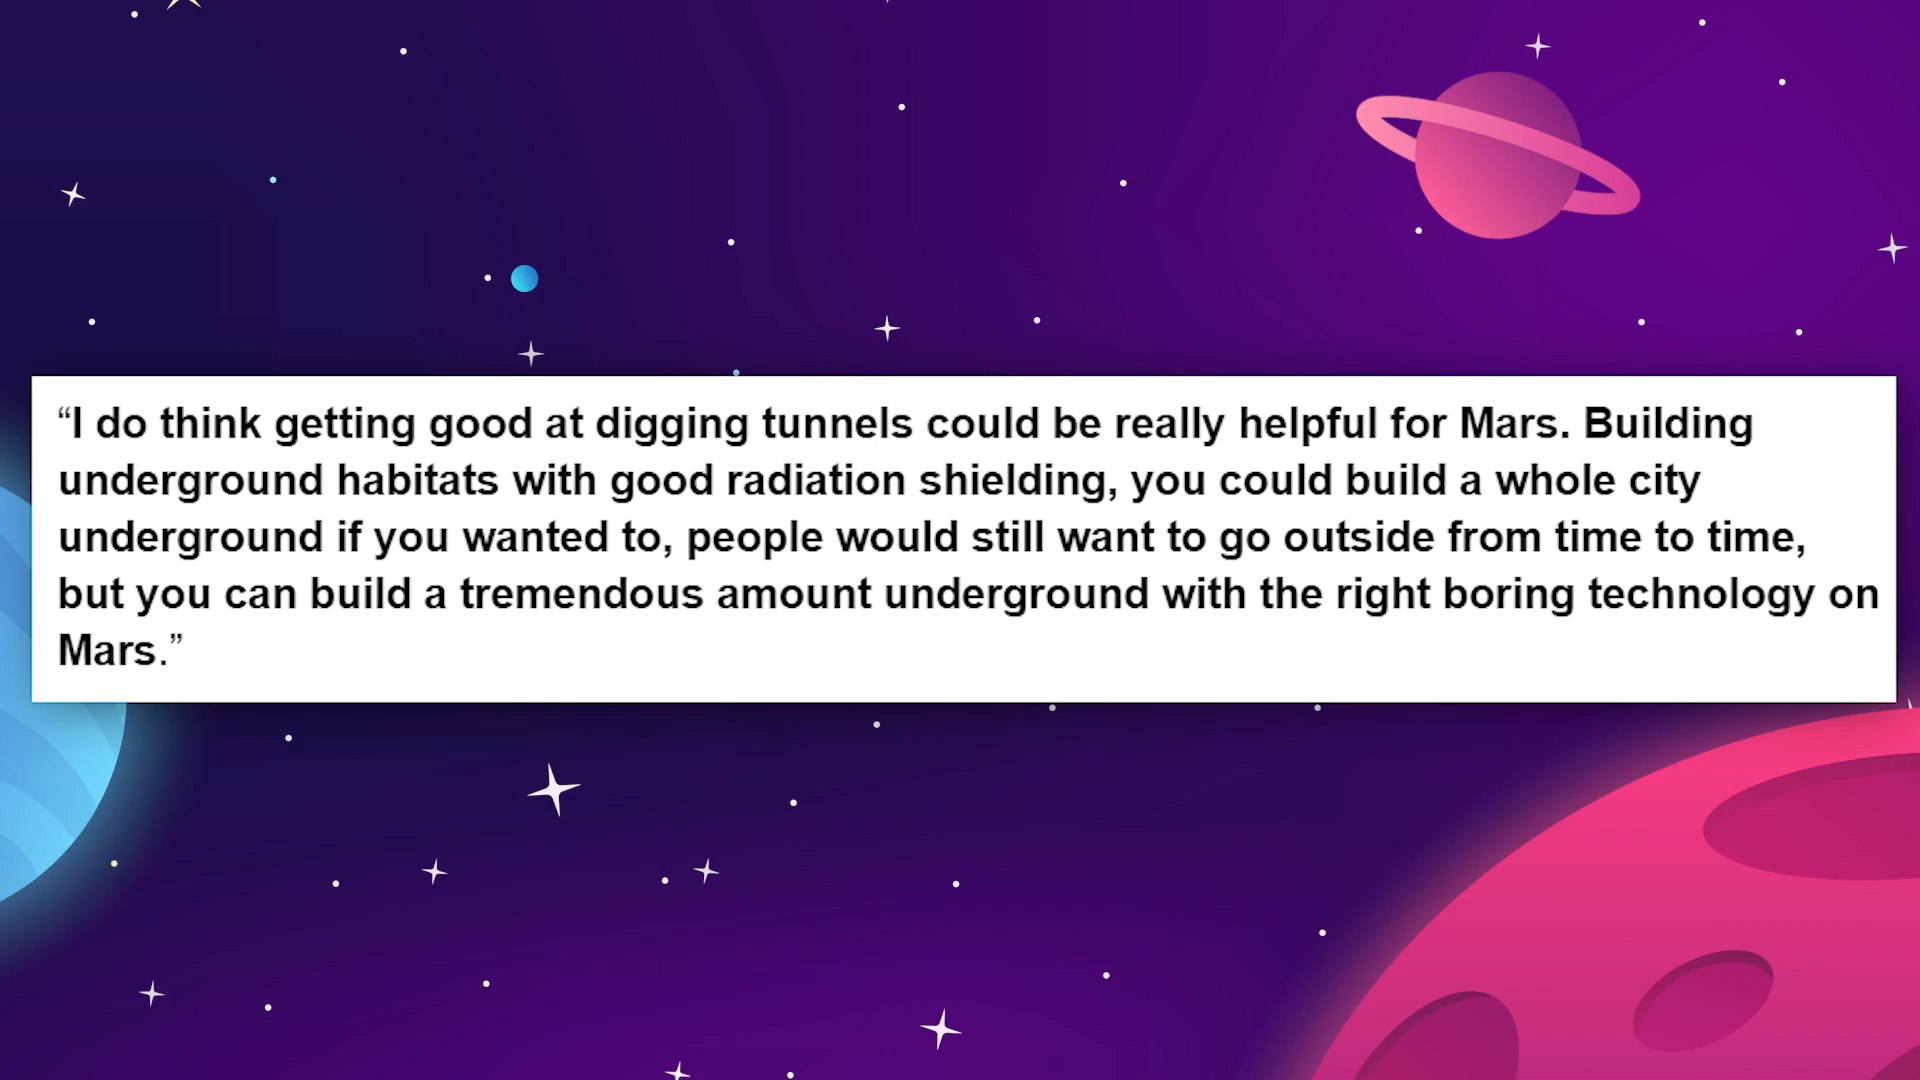 “I do think getting good at digging tunnels could be really helpful for Mars. Building
underground habitats with good radiation shielding, you could build a whole city
underground if you wanted to, people would still want to go outside from time to time,
but you can build a tremendous amount underground with the right boring technology on
Mars.”